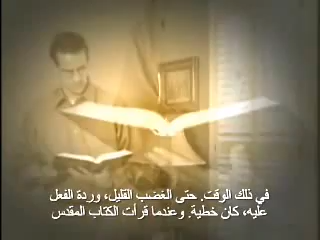 في ذلك الوقت. حتى الغضب القليل، وردة الفعل
عليه، كان خطية. وعندما قرأت الكتاب المقدس